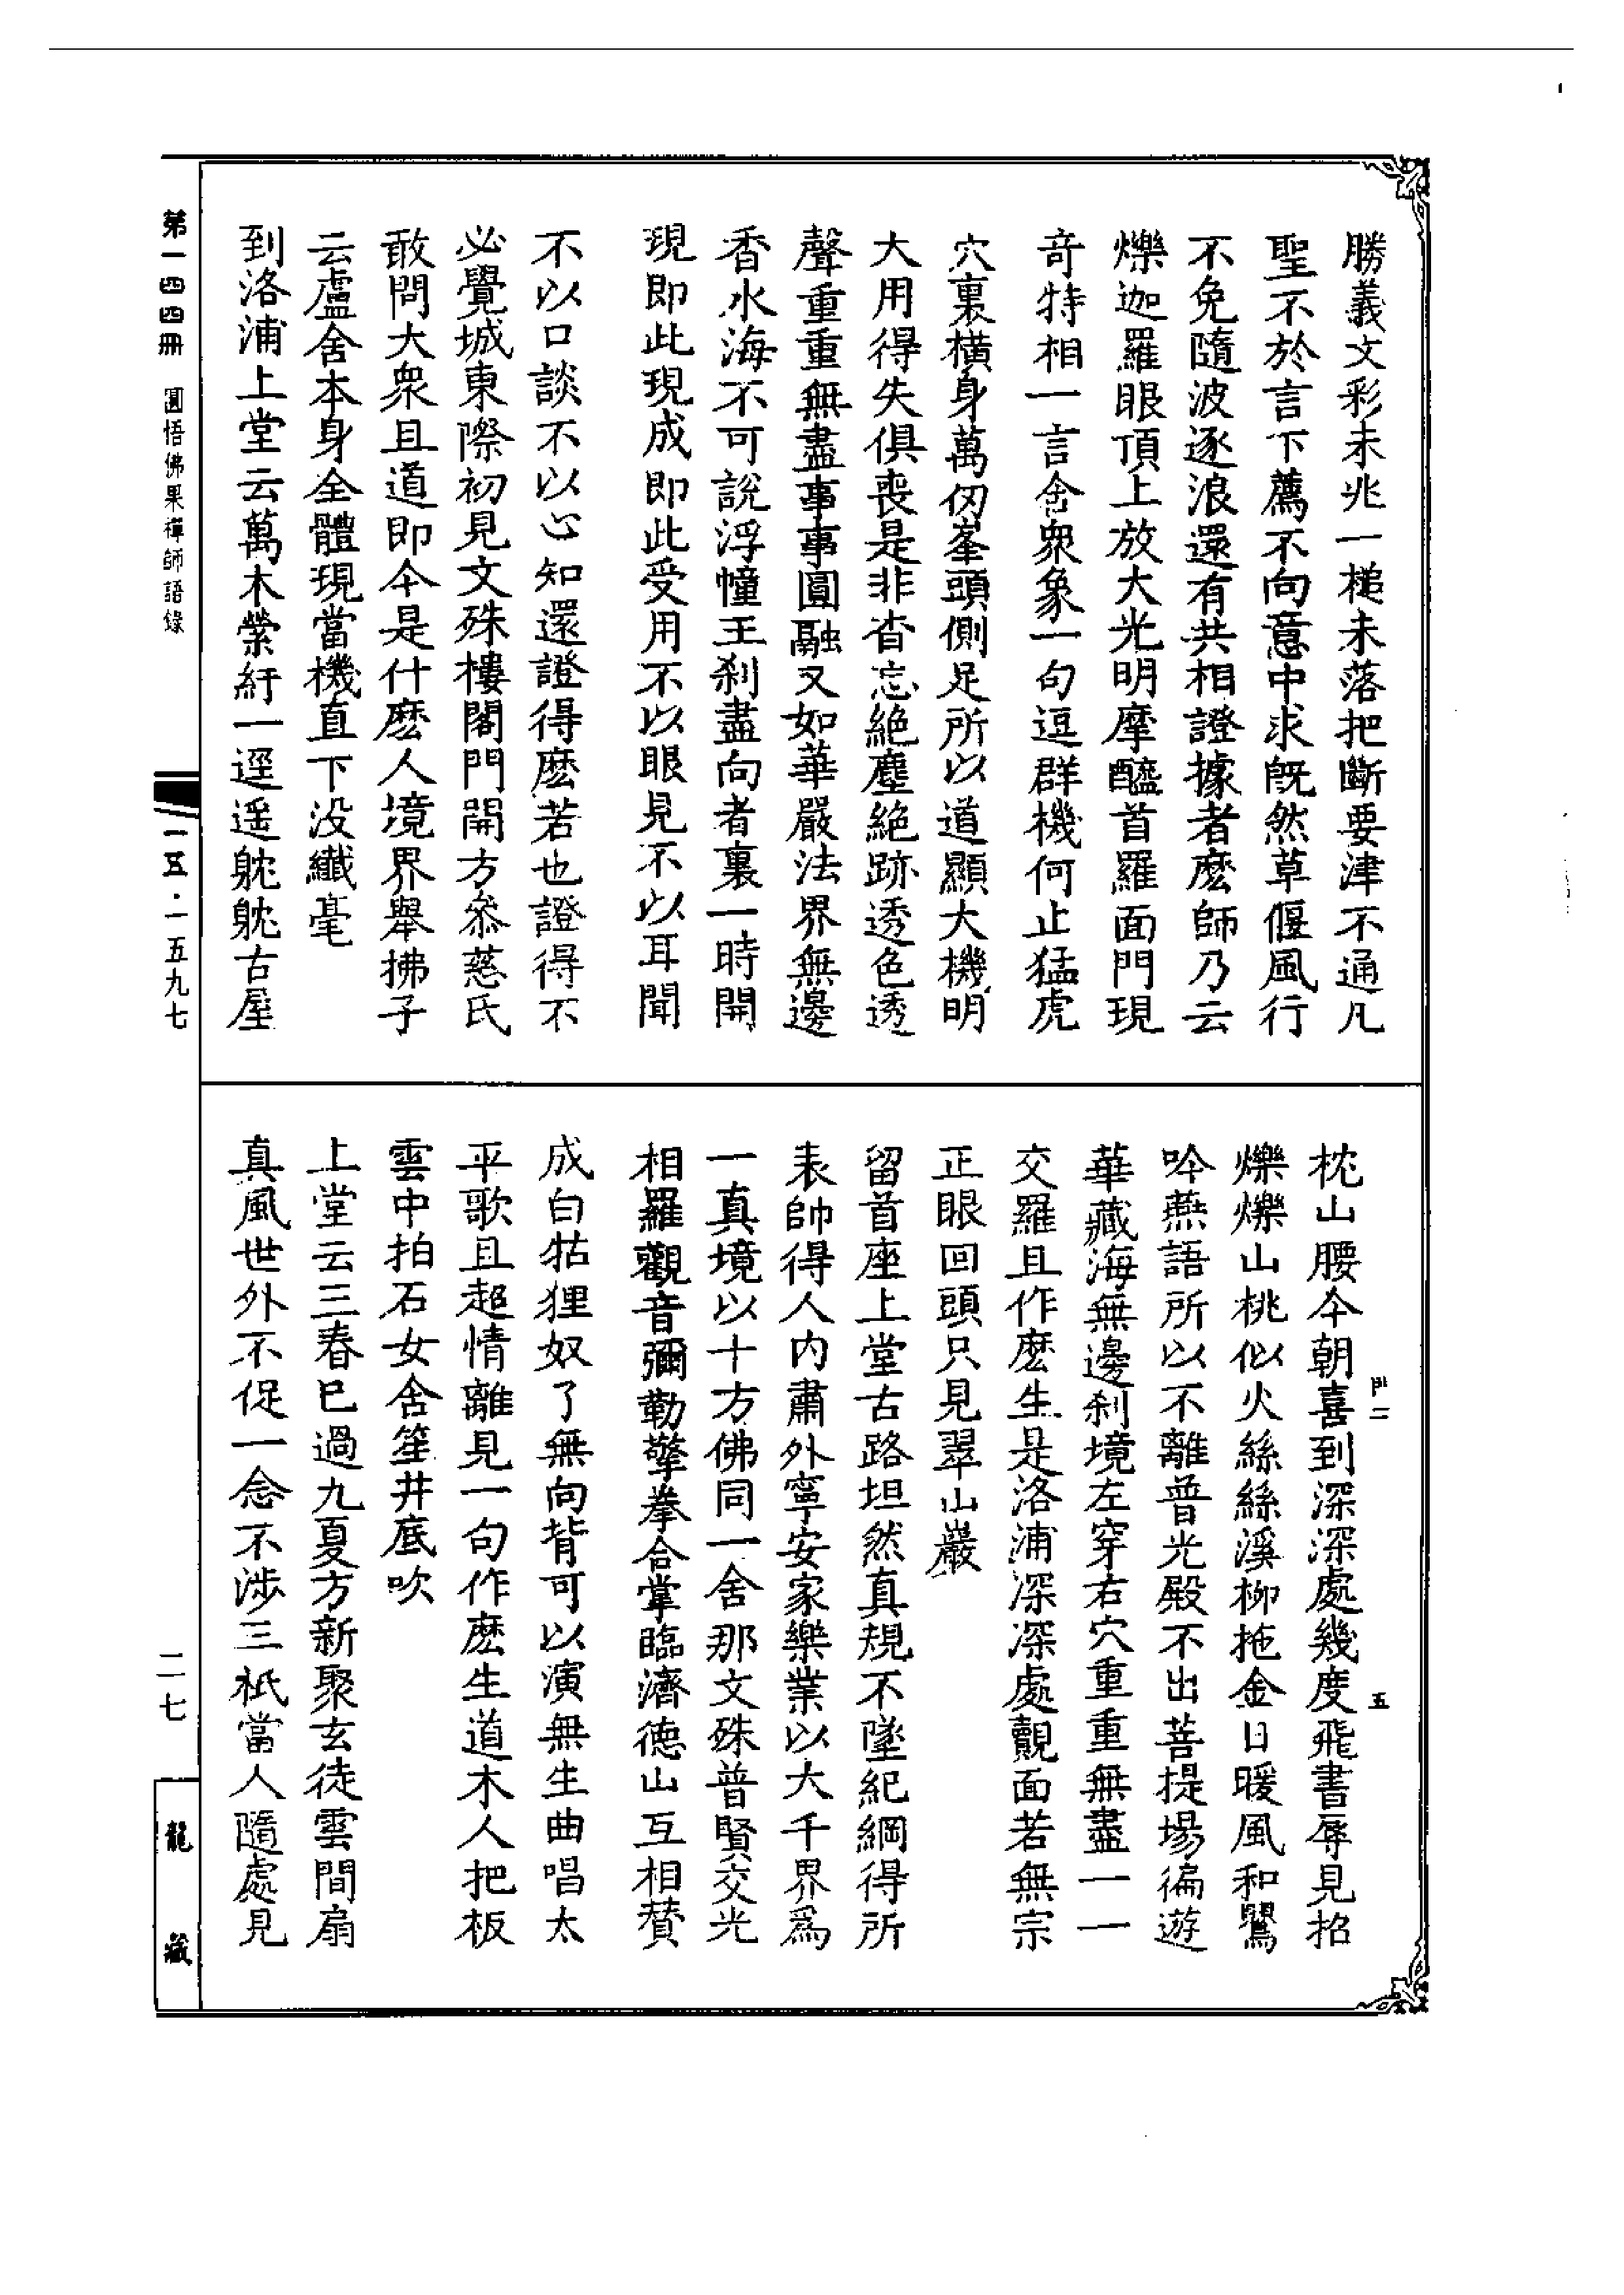 勝義文彩未兆一槌未落把斷要津不通凡
聖不於言下薦不向意中求旣然草偃風行
不免隨波逐浪還有共相證據者麽師乃云
爍迦羅眼頂上放大光明摩醯首羅面門現
奇特相一言含衆象一句逗群機何止猛虎
穴裏橫身萬仞峯頭側足所以道顯大機明
大用得失俱喪是非杳忘絕塵絕跡透色透
聲重重無盡事事圓融又如華嚴法界無邊
香水海不可說浮幢王刹盡向者裏一時開
現即此現成即此受用不以眼見不以耳聞
不以口談不以心知還證得麽若也證得不
必覺城東際初見文殊樓閣門開方叅慈氏
敢問大衆且道即今是什麽人境界舉拂子
云盧舍本身全體現當機直下没纖毫
到洛浦上堂云萬木縈紆一逕遥躭躭古屋
枕山腰今朝喜到深深處幾度飛書辱見招
爍爍山桃似火絲絲溪柳拖金日暖風和鸎
吟燕語所以不離普光殿不出菩提場徧遊
華藏海無邊刹境左穿右穴重重無盡一一
交羅且作麽生是洛浦深深處覿面若無宗
正眼回頭只見翠山巖
留首座上堂古路坦然真規不墜紀綱得所
表帥得人内肅外寧安家樂業以大千界爲
一真境以十方佛同一舍那文殊普賢交光
相羅觀音彌勒擎拳合掌臨濟德山互相贊
成白牯狸奴了無向背可以演無生曲唱太
平歌且超情離見一句作麽生道木人把板
雲中拍石女含笙井底吹
上堂云三春已過九夏方新聚玄徒雲間扇
真風世外不促一念不涉三祇當人隨處見
門二
五
第一四四冊 圓悟佛果禪師語錄
一五·一五九七
二七
龍藏